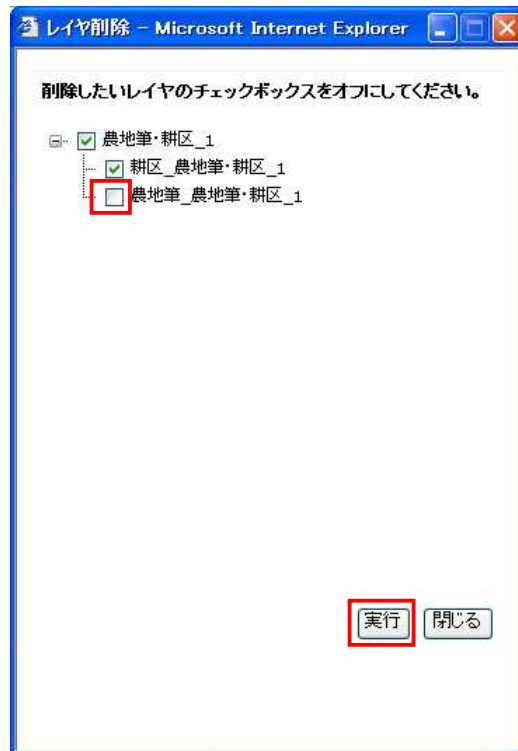 レイヤ削除 - Microsoft Internet Explorer
削除したいレイヤのチェックボックスをオフにしてください。
農地筆・耕区_1
耕区_農地筆・耕区_1
農地筆_農地筆・耕区_1
実行 閉じる